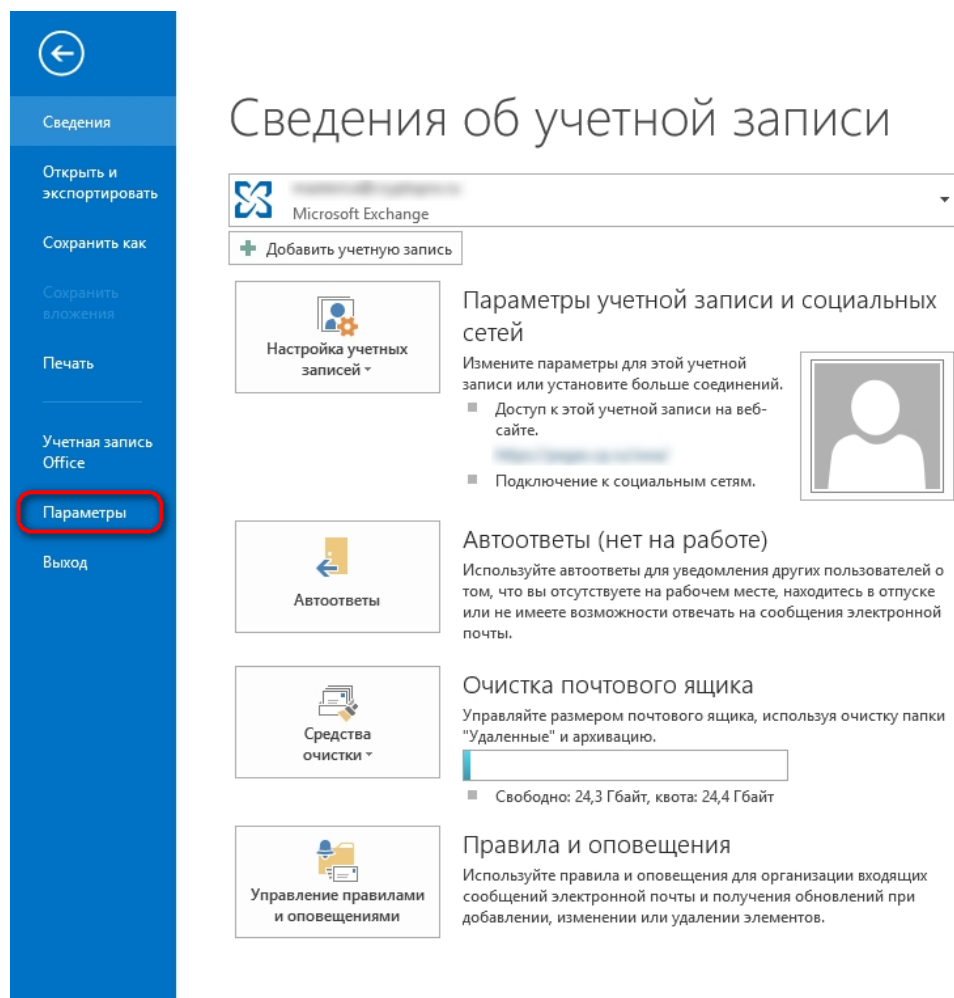 Сведения
Открыть и
экспортировать
Сохранить как
Сохранить
вложения
Печать
Учетная запись
Office
Параметры
Выход
Сведения об учетной записи
Microsoft Exchange
Добавить учетную запись
Настройка учетных
записей
Параметры учетной записи и социальных
сетей
Измените параметры для этой учетной
записи или установите больше соединений.
Доступ к этой учетной записи на веб-
сайте.
Подключение к социальным сетям.
Автоответы
Автоответы (нет на работе)
Используйте автоответы для уведомления других пользователей о
том, что вы отсутствуете на рабочем месте, находитесь в отпуске
или не имеете возможности отвечать на сообщения электронной
почты.
Средства
очистки
Очистка почтового ящика
Управляйте размером почтового ящика, используя очистку папки
"Удаленные" и архивацию.
Свободно: 24,3 Гбайт, квота: 24,4 Гбайт
Управление правилами
и оповещениями
Правила и оповещения
Используйте правила и оповещения для организации входящих
сообщений электронной почты и получения обновлений при
добавлении, изменении или удалении элементов.